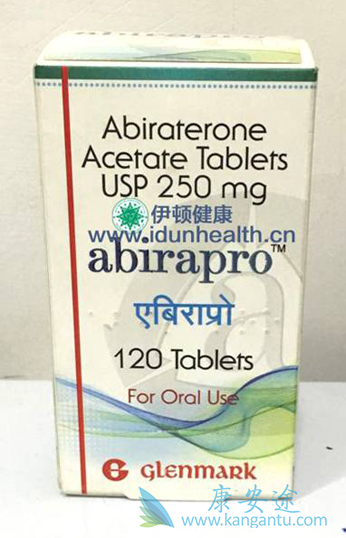 Abiraterone
Acetate Tablets
USP 250 mg
伊顿健康
www.idunhealth.cn
abirapro™
एबिराप्रो
120 Tablets
For Oral Use
G GLENMARK
康安途
www.kangantu.com